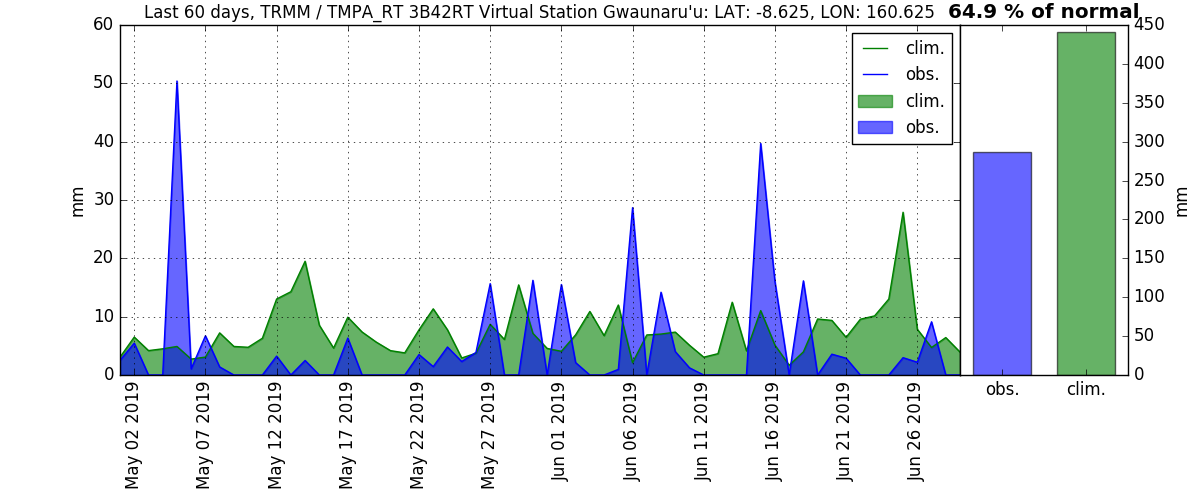 Last 60 days, TRMM / TMPA_RT 3B42RT Virtual Station Gwaunaru'u: LAT: -8.625, LON: 160.625
64.9 % of normal
60
50
40
30
20
10
0
mm
clim.
obs.
clim.
obs.
450
400
350
300
250
200
150
100
50
0
mm
May 02 2019
May 07 2019
May 12 2019
May 17 2019
May 22 2019
May 27 2019
Jun 01 2019
Jun 06 2019
Jun 11 2019
Jun 16 2019
Jun 21 2019
Jun 26 2019
obs.
clim.